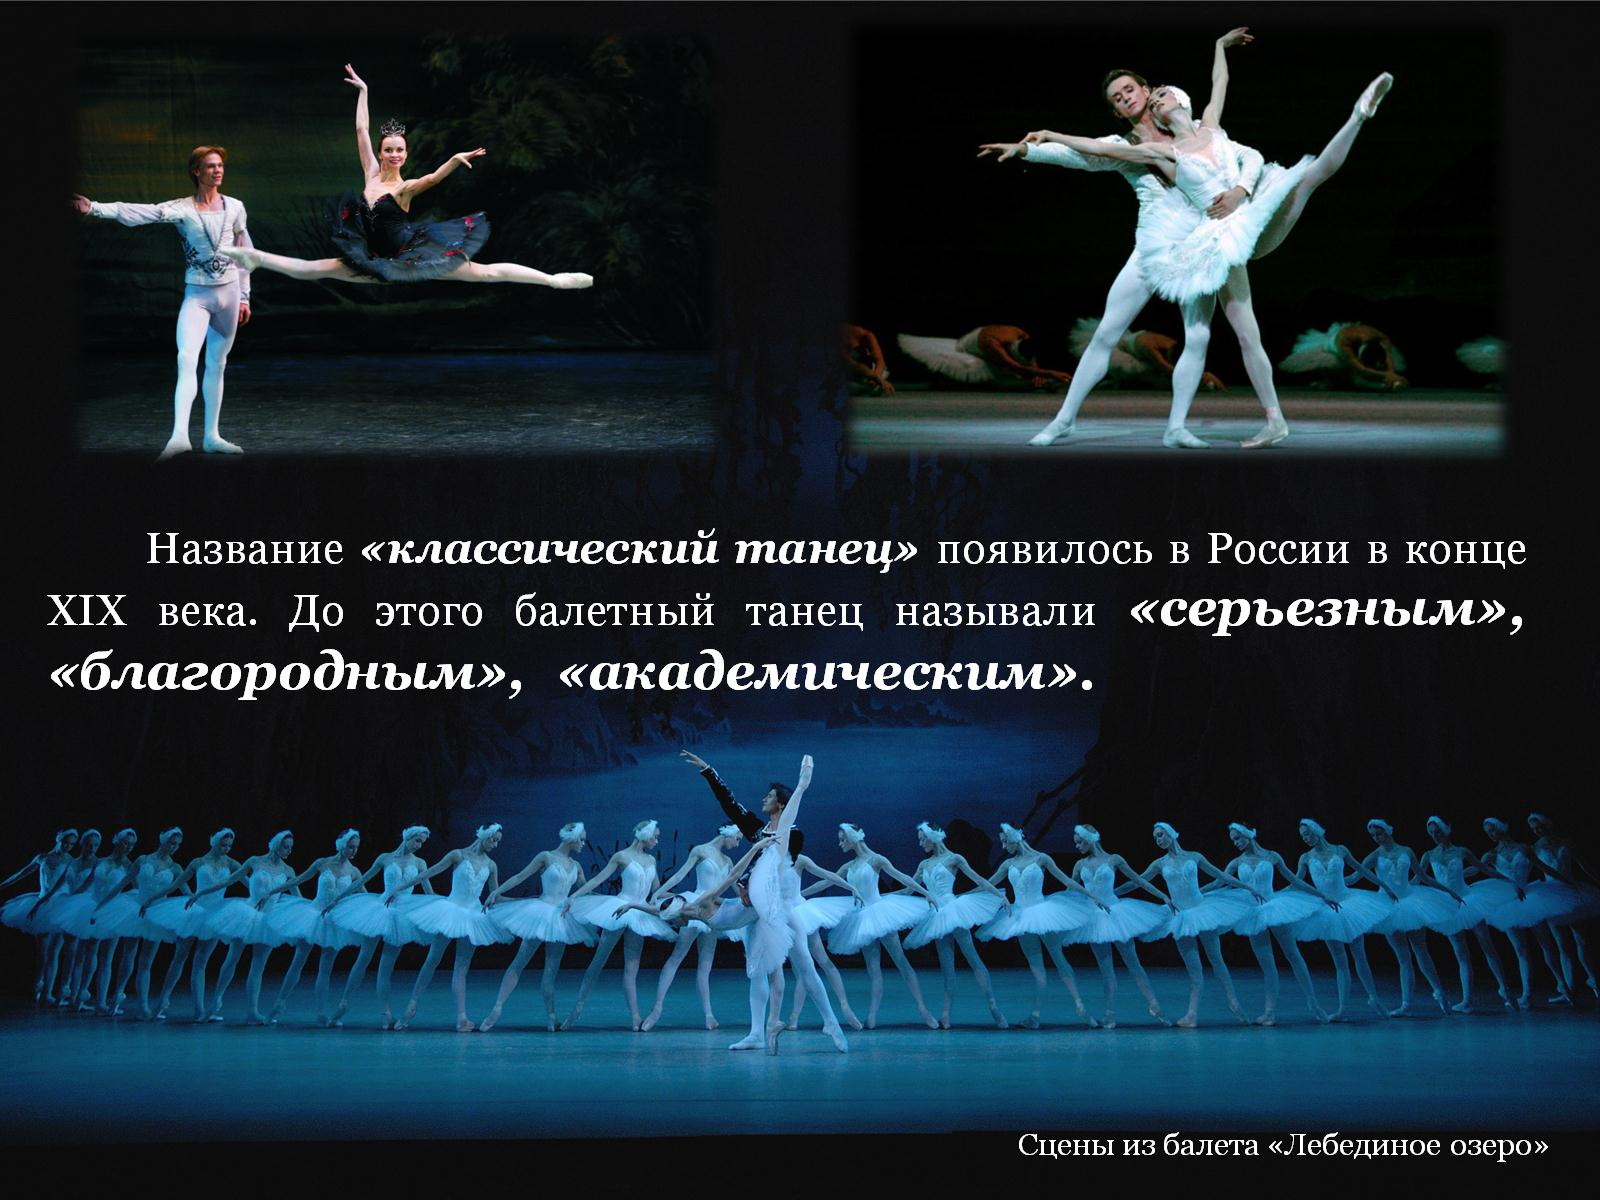 Название «классический танец» появилось в России в конце
XIX века. До этого балетный танец называли «серьезным»,
«благородным», «академическим».
Сцены из балета «Лебединое озеро»